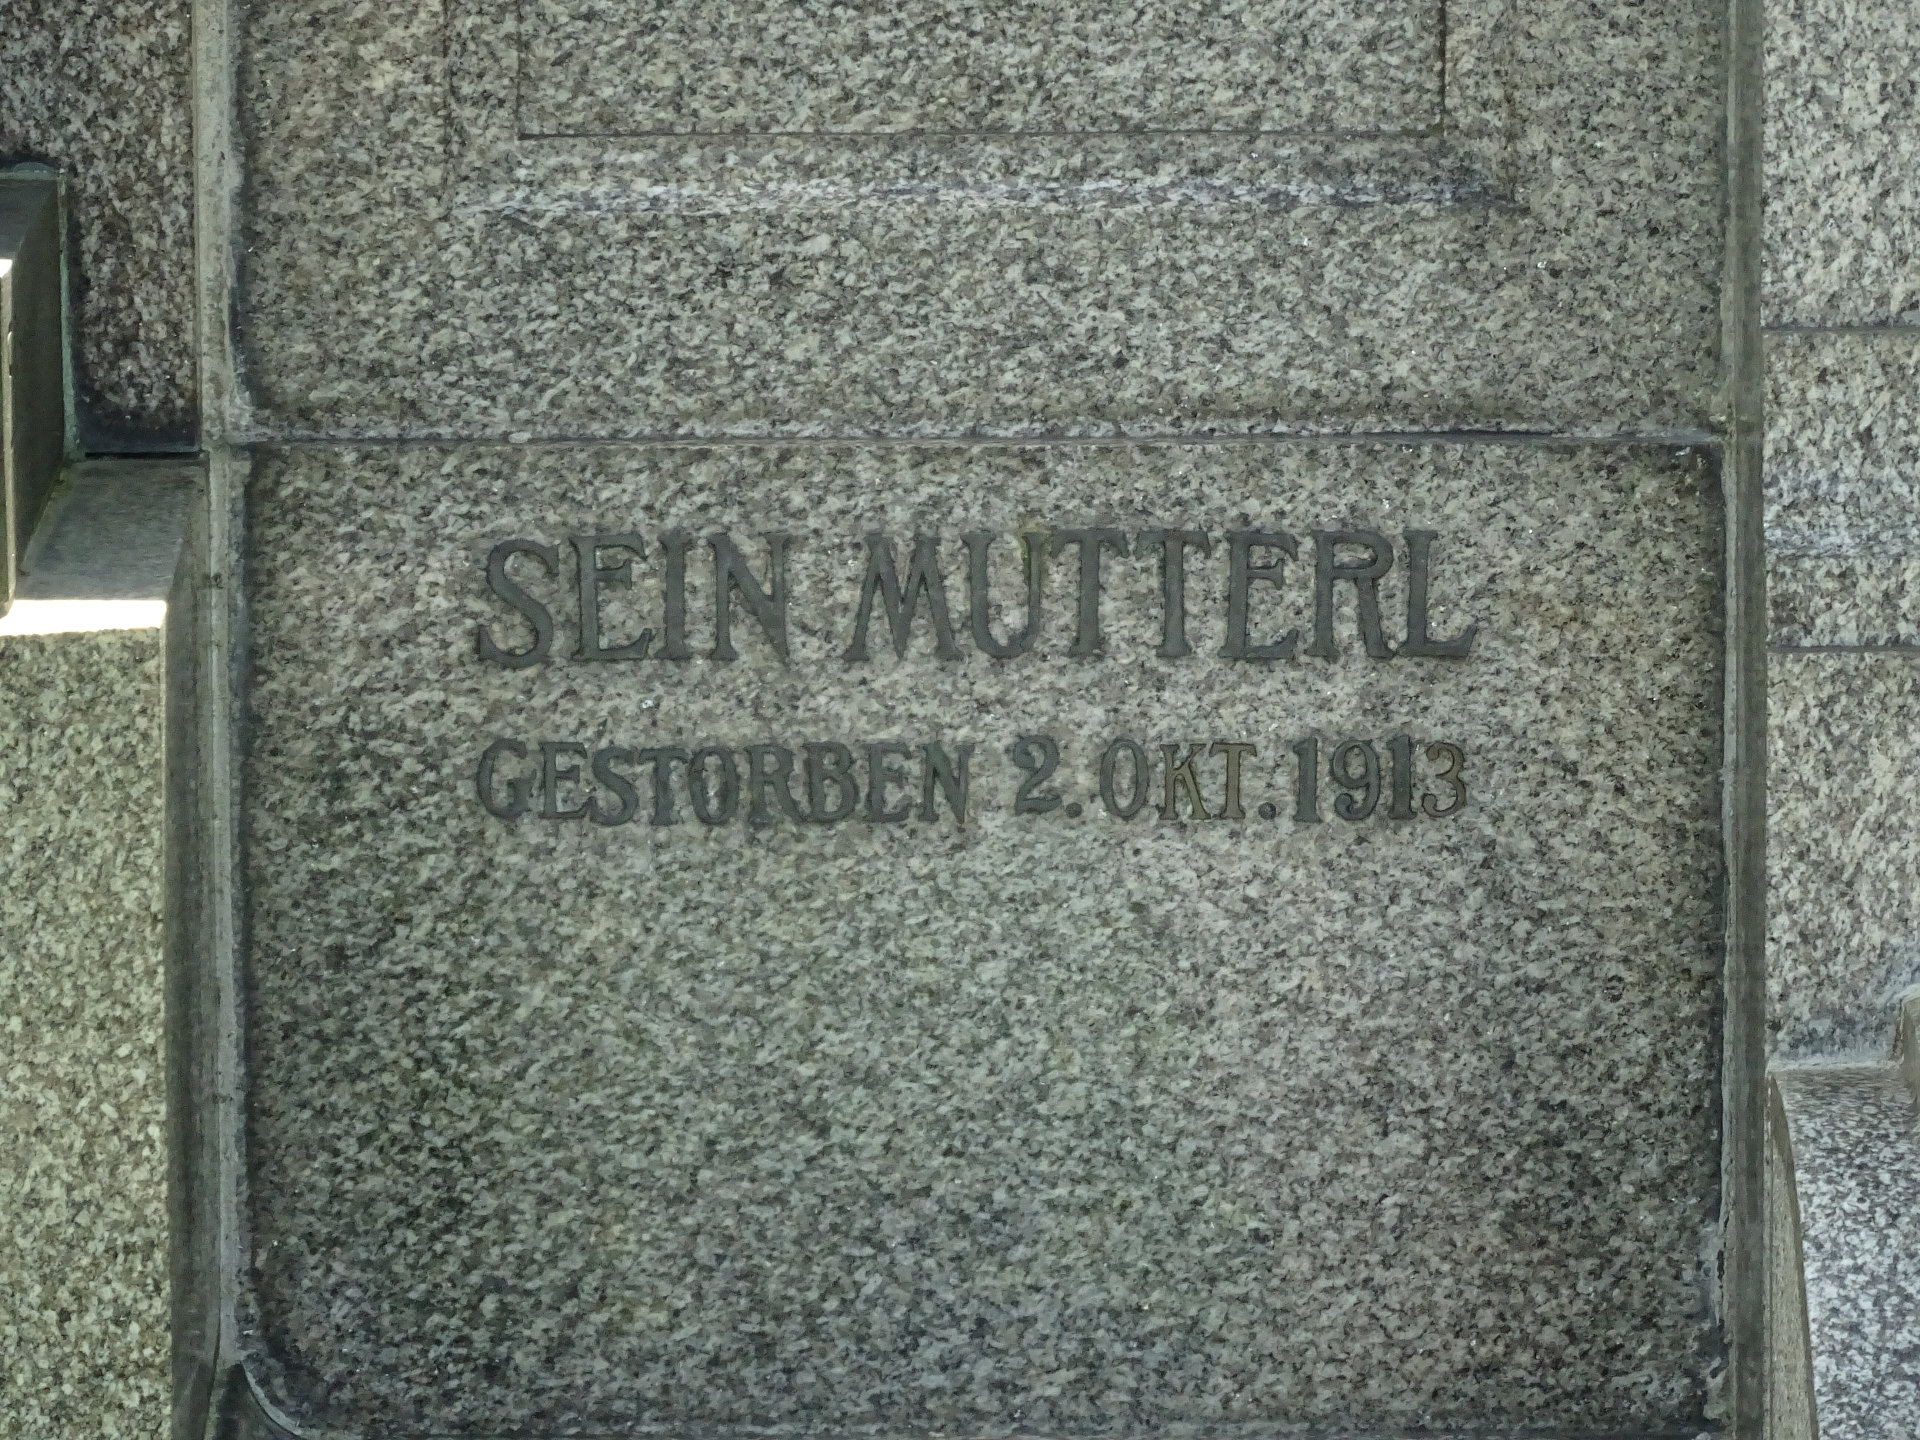 SEIN MUTTERL
GESTORBEN 2. OKT. 1913